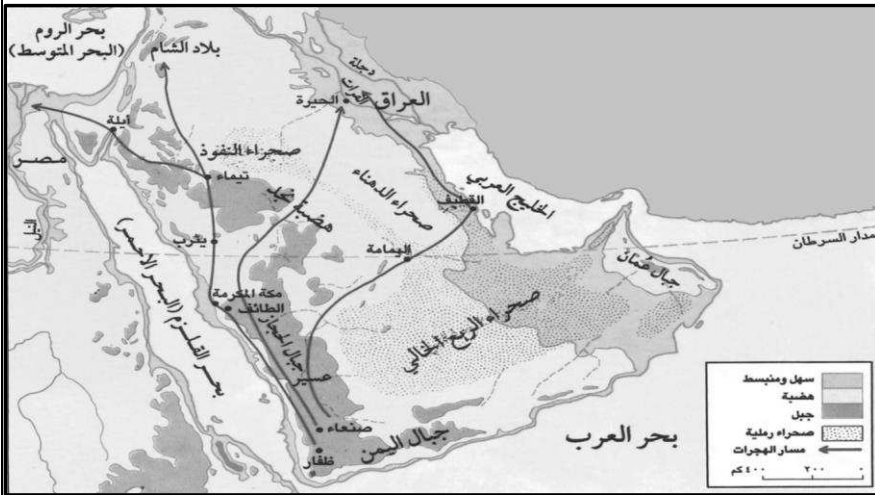 بحر الروم
(البحر المتوسط)
بلاد الشام
دجلة
الفرات
العراق
الحيرة
أيلة
مصر
صحراء النفوذ
تيماء
هضبة نجد
صحراء الدهناء
القطيف
الخليج العربي
النيل
يثرب
اليمامة
مدار السرطان
جبال عُمان
بحر القلزم (البحر الأحمر)
مكة المكرمة
الطائف
جبال الحجاز
عسير
صحراء الربع الخالي
صنعاء
ظفار
جبال اليمن
بحر العرب
سهل ومنبسط
هضبة
جبل
صحراء رملية
مسار الهجرات
٠ ٢٠٠ ٤٠٠ كم